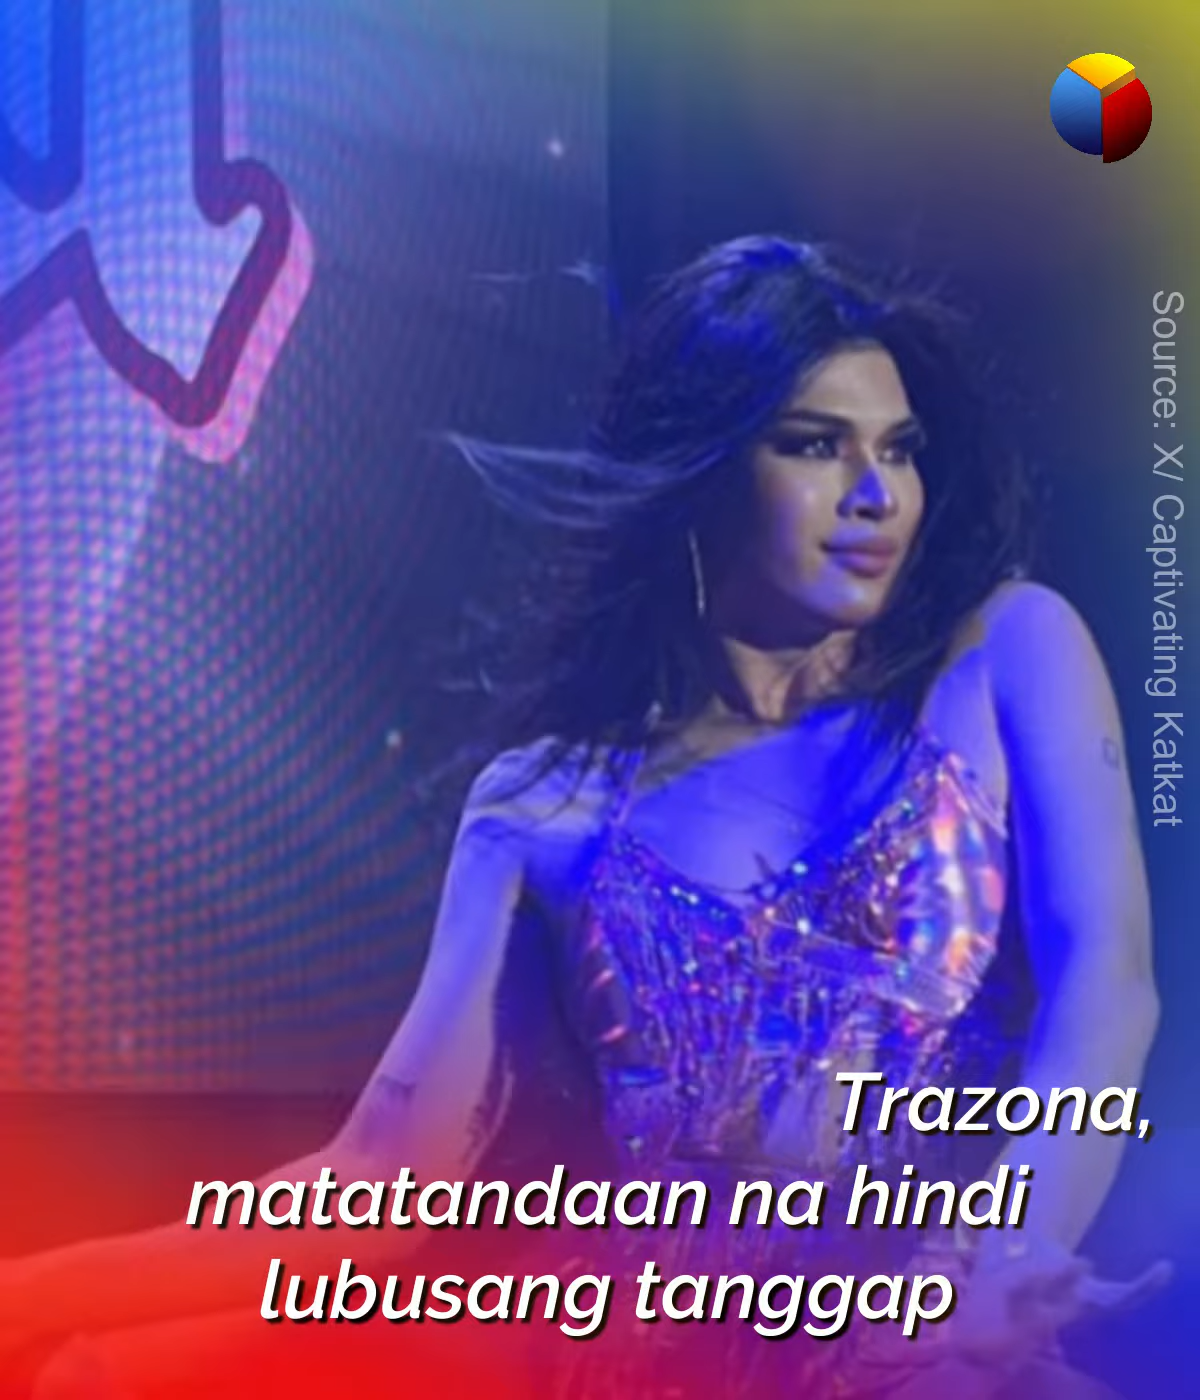 Source: X/ Captivating Katkat
Trazona,
matatandaan na hindi
lubusang tanggap